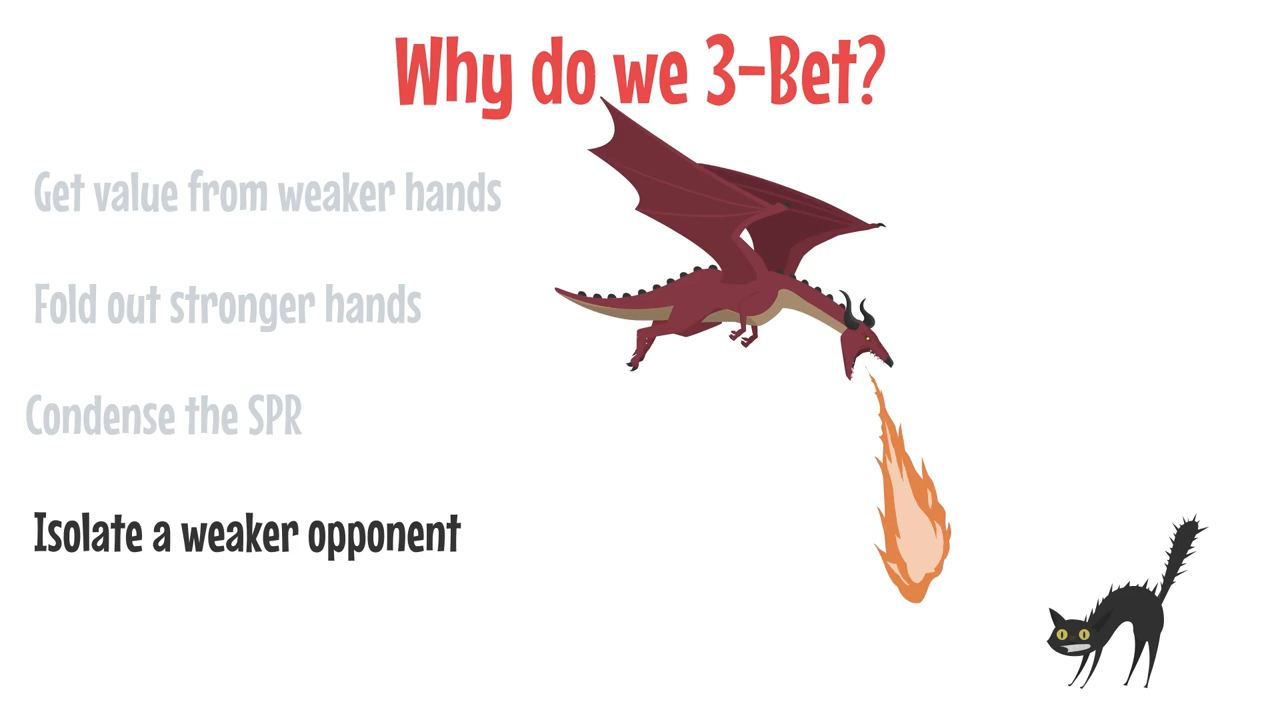 Why do we 3-Bet?
Get value from weaker hands
Fold out stronger hands
Condense the SPR
Isolate a weaker opponent